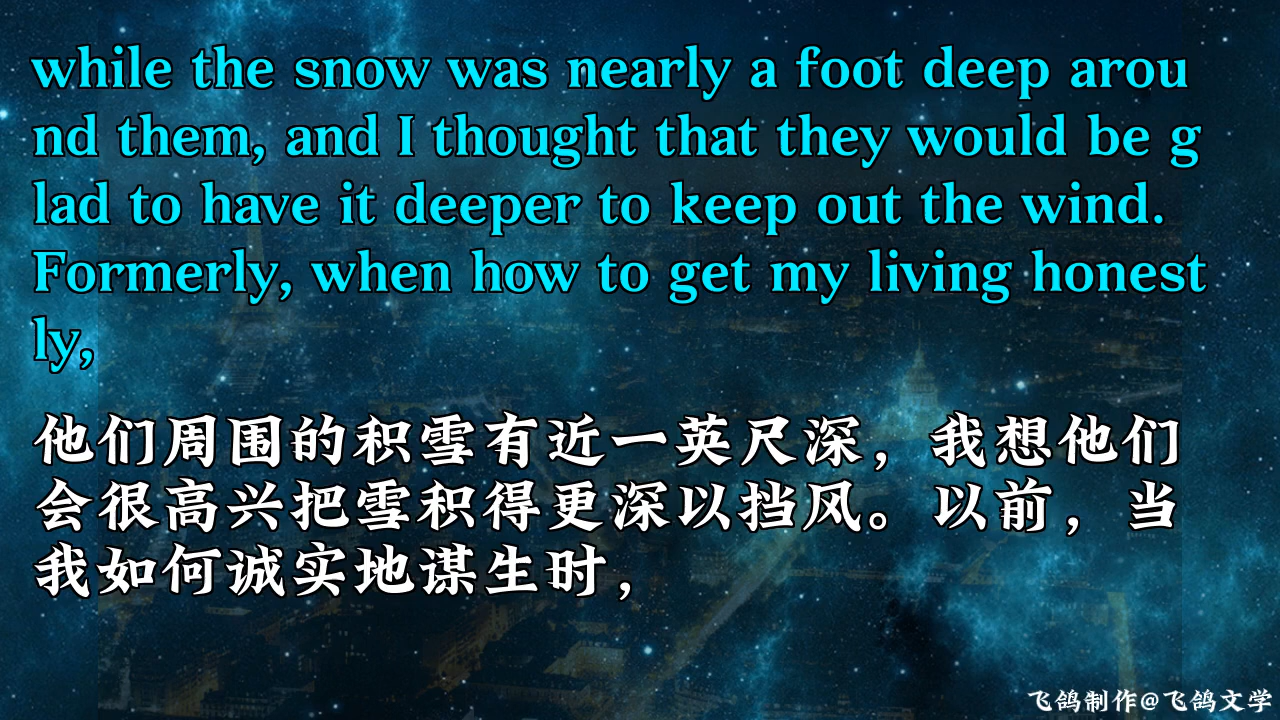 while the snow was nearly a foot deep arou
nd them, and I thought that they would be g
lad to have it deeper to keep out the wind.
Formerly, when how to get my living honest
ly,
他们周围的积雪有近一英尺深，我想他们
会很高兴把雪积得更深以挡风。以前，当
我如何诚实地谋生时，
飞鸽制作@飞鸽文学